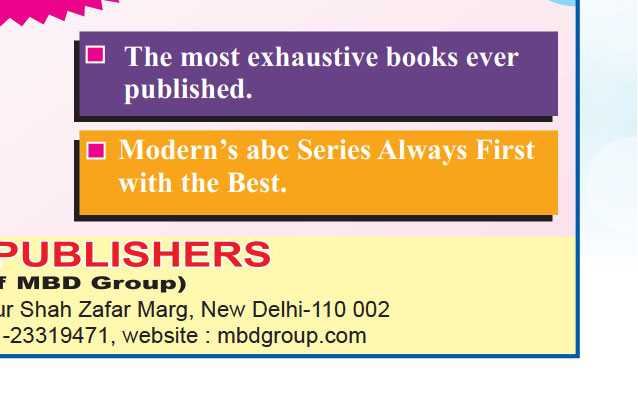 The most exhaustive books ever
published.
Modern's abc Series Always First
with the Best.
PUBLISHERS
f MBD Group)
ur Shah Zafar Marg, New Delhi-110 002
-23319471, website : mbdgroup.com